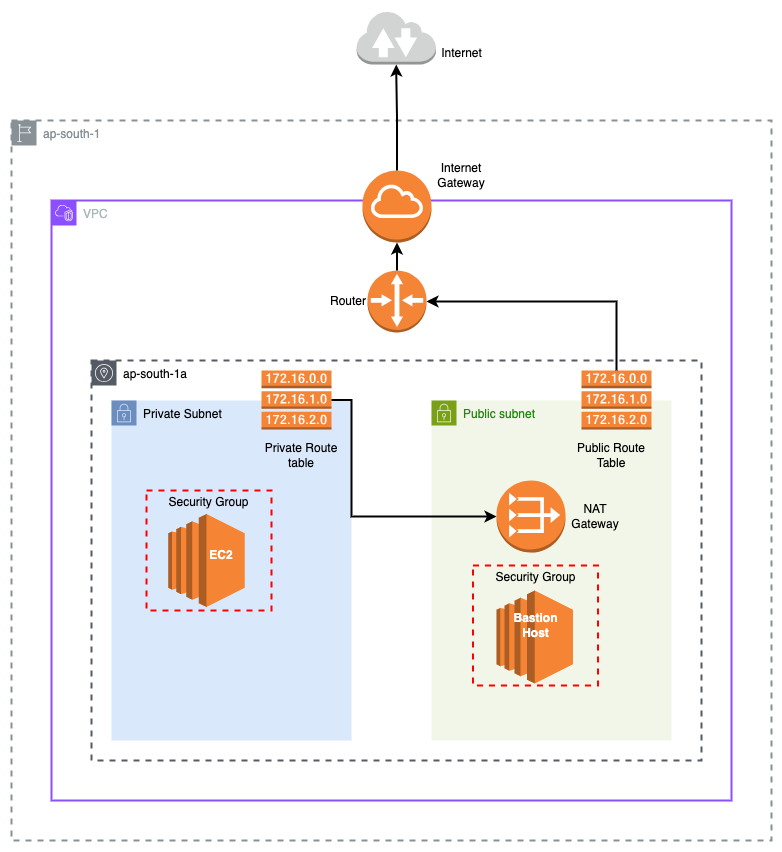 Internet
ap-south-1
Internet
Gateway
VPC
Router
ap-south-1a
172.16.0.0
172.16.1.0
172.16.2.0
Private Subnet
Private Route
table
Security Group
EC2
172.16.0.0
172.16.1.0
172.16.2.0
Public subnet
Public Route
Table
NAT
Gateway
Security Group
Bastion
Host